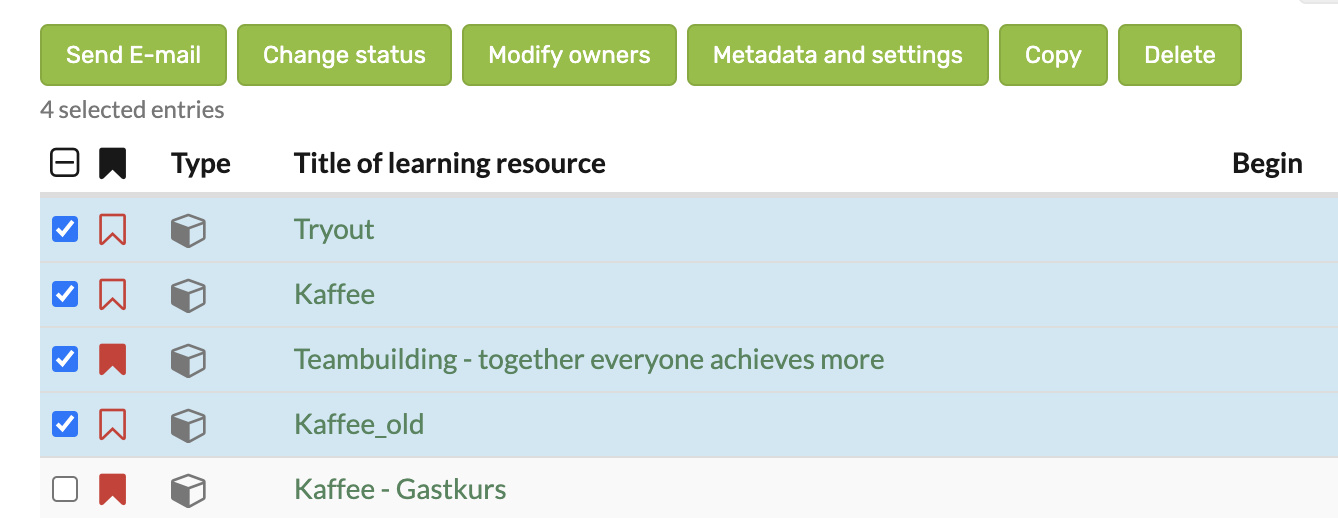 Send E-mail Change status Modify owners Metadata and settings Copy Delete
4 selected entries
Type Title of learning resource Begin
Tryout
Kaffee
Teambuilding - together everyone achieves more
Kaffee_old
Kaffee - Gastkurs